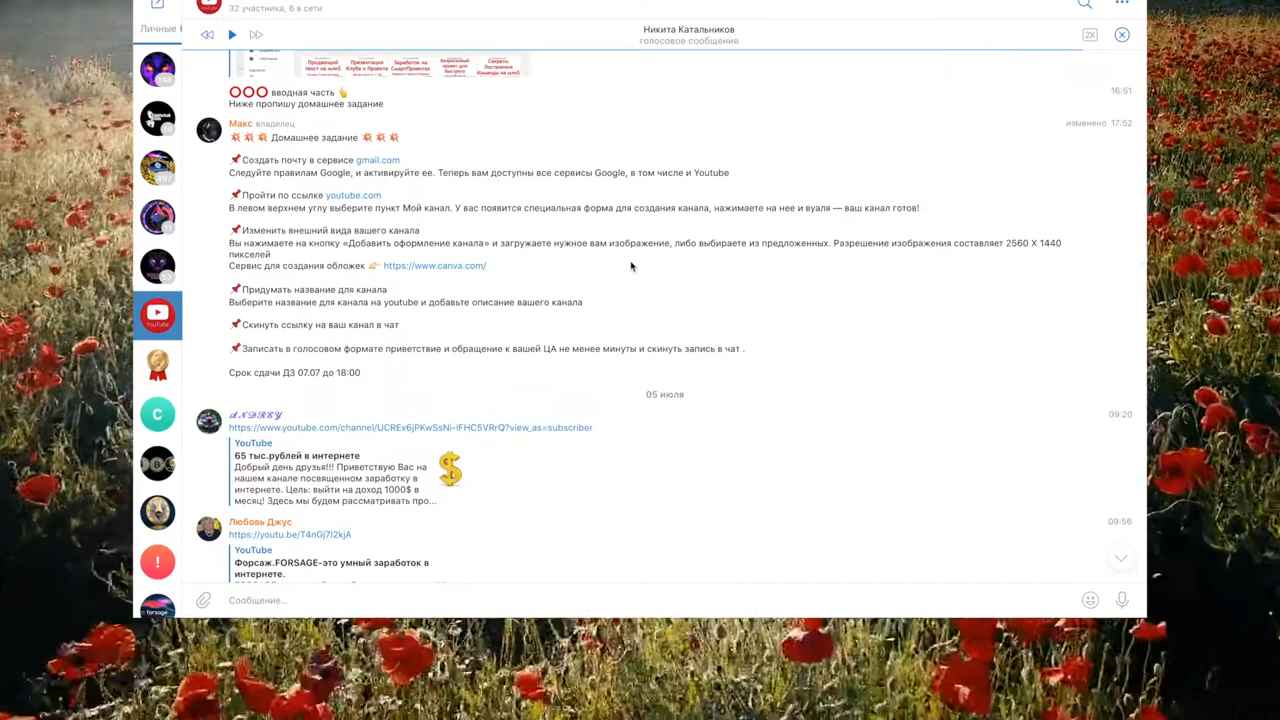 32 участника, 6 в сети
Личные
Никита Катальников
голосовое сообщение
2X
Продающий текст на млн$
Презентация Клуба и Проекта
Заработок на СмартПроектах
Секреты Построения Команды на млн$
⭕⭕⭕ вводная часть 👆
16:51
Ниже пропишу домашнее задание
Макс владелец
изменено 17:52
💥 💥 💥 Домашнее задание 💥 💥 💥
📌Создать почту в сервисе gmail.com
Следуйте правилам Google, и активируйте ее. Теперь вам доступны все сервисы Google, в том числе и Youtube
📌Пройти по ссылке youtube.com
В левом верхнем углу выберите пункт Мой канал. У вас появится специальная форма для создания канала, нажимаете на нее и вуаля — ваш канал готов!
📌Изменить внешний вида вашего канала
Вы нажимаете на кнопку «Добавить оформление канала» и загружаете нужное вам изображение, либо выбираете из предложенных. Разрешение изображения составляет 2560 X 1440
пикселей
Сервис для создания обложек 👉 https://www.canva.com/
📌Придумать название для канала
Выберите название для канала на youtube и добавьте описание вашего канала
📌Скинуть ссылку на ваш канал в чат
📌Записать в голосовом формате приветствие и обращение к вашей ЦА не менее минуты и скинуть запись в чат .
Срок сдачи ДЗ 07.07 до 18:00
05 июля
𝒜𝒩𝒟ℛℰ𝒴
09:20
https://www.youtube.com/channel/UCREx6jPKwSsNi-lFHC5VRrQ?view_as=subscriber
YouTube
65 тыс.рублей в интернете
Добрый день друзья!!! Приветствую Вас на
нашем канале посвященном заработку в
интернете. Цель: выйти на доход 1000$ в
месяц! Здесь мы будем рассматривать про...
Любовь Джус
09:56
https://youtu.be/T4nGj7l2kjA
YouTube
Форсаж.FORSAGE-это умный заработок в
интернете.
Сообщение...
YouTube
C
!
forsage